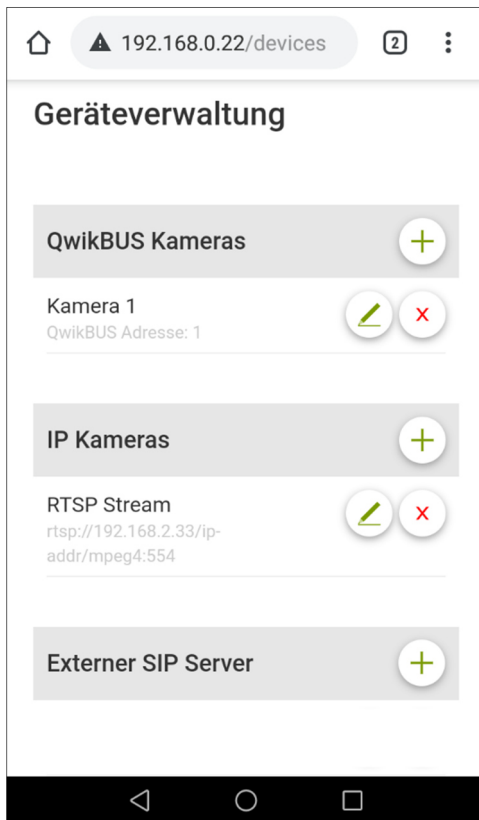 192.168.0.22/devices
2
Geräteverwaltung
QwikBUS Kameras
Kamera 1
QwikBUS Adresse: 1
IP Kameras
RTSP Stream
rtsp://192.168.2.33/ip-
addr/mpeg4:554
Externer SIP Server